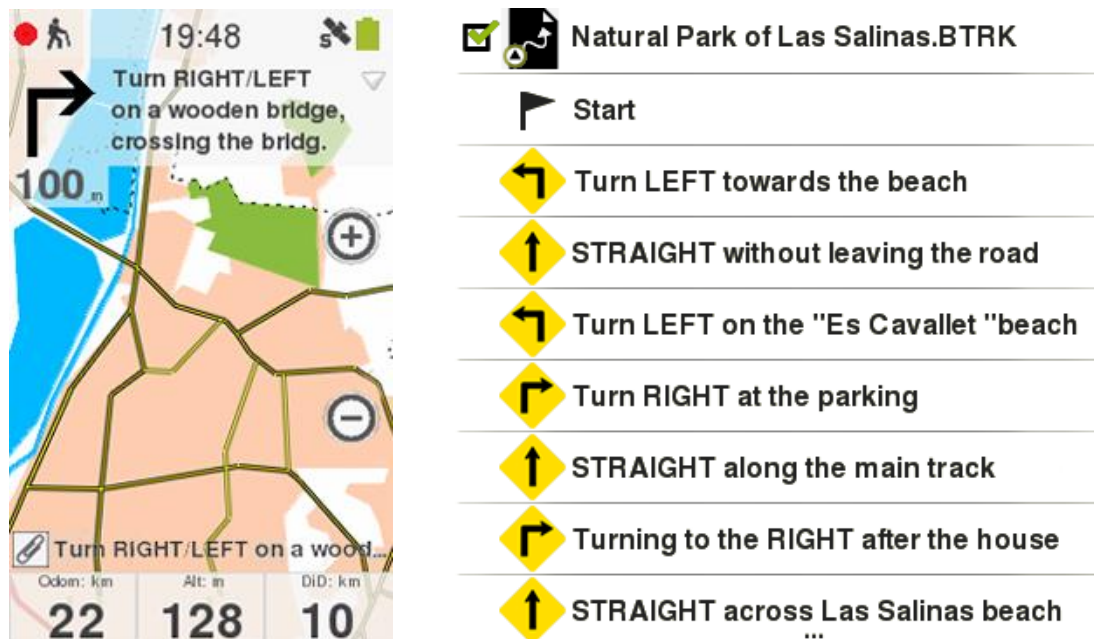 19:48
S
Turn RIGHT/LEFT
on a wooden bridge,
crossing the bridg.
100 m
Turn RIGHT/LEFT on a wood...
Odom: km
Alt: m
DiD: km
22
128
10
Natural Park of Las Salinas.BTRK
Start
Turn LEFT towards the beach
STRAIGHT without leaving the road
Turn LEFT on the "Es Cavallet "beach
Turn RIGHT at the parking
STRAIGHT along the main track
Turning to the RIGHT after the house
STRAIGHT across Las Salinas beach
...